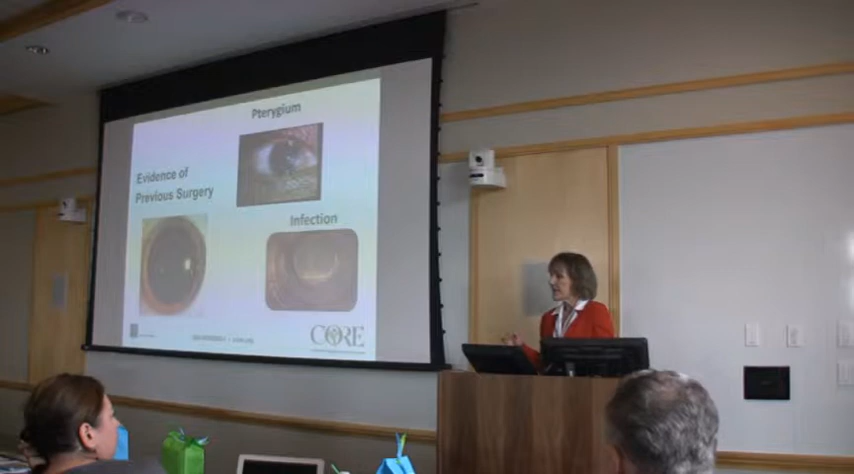 Pterygium
Evidence of
Previous Surgery
Infection
CORE